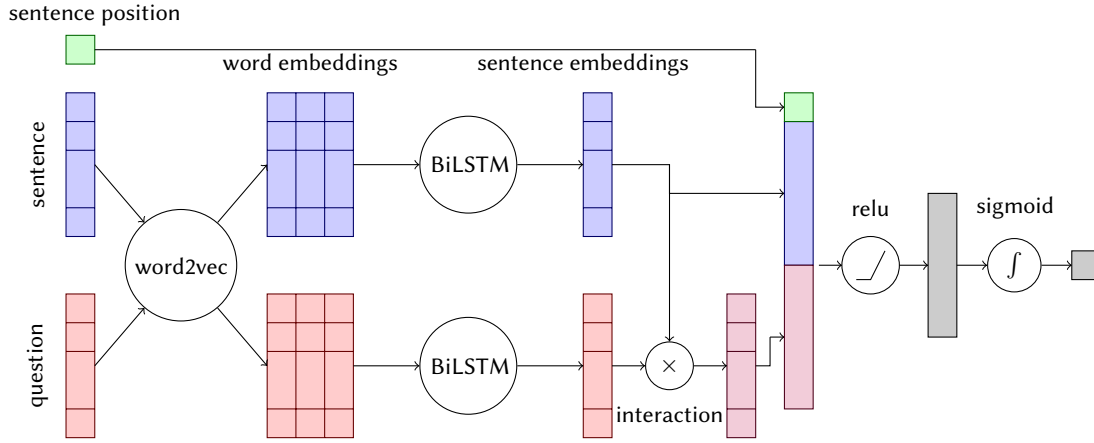 sentence position
word embeddings
sentence embeddings
sentence
BiLSTM
relu
sigmoid
word2vec
∫
question
BiLSTM
×
interaction